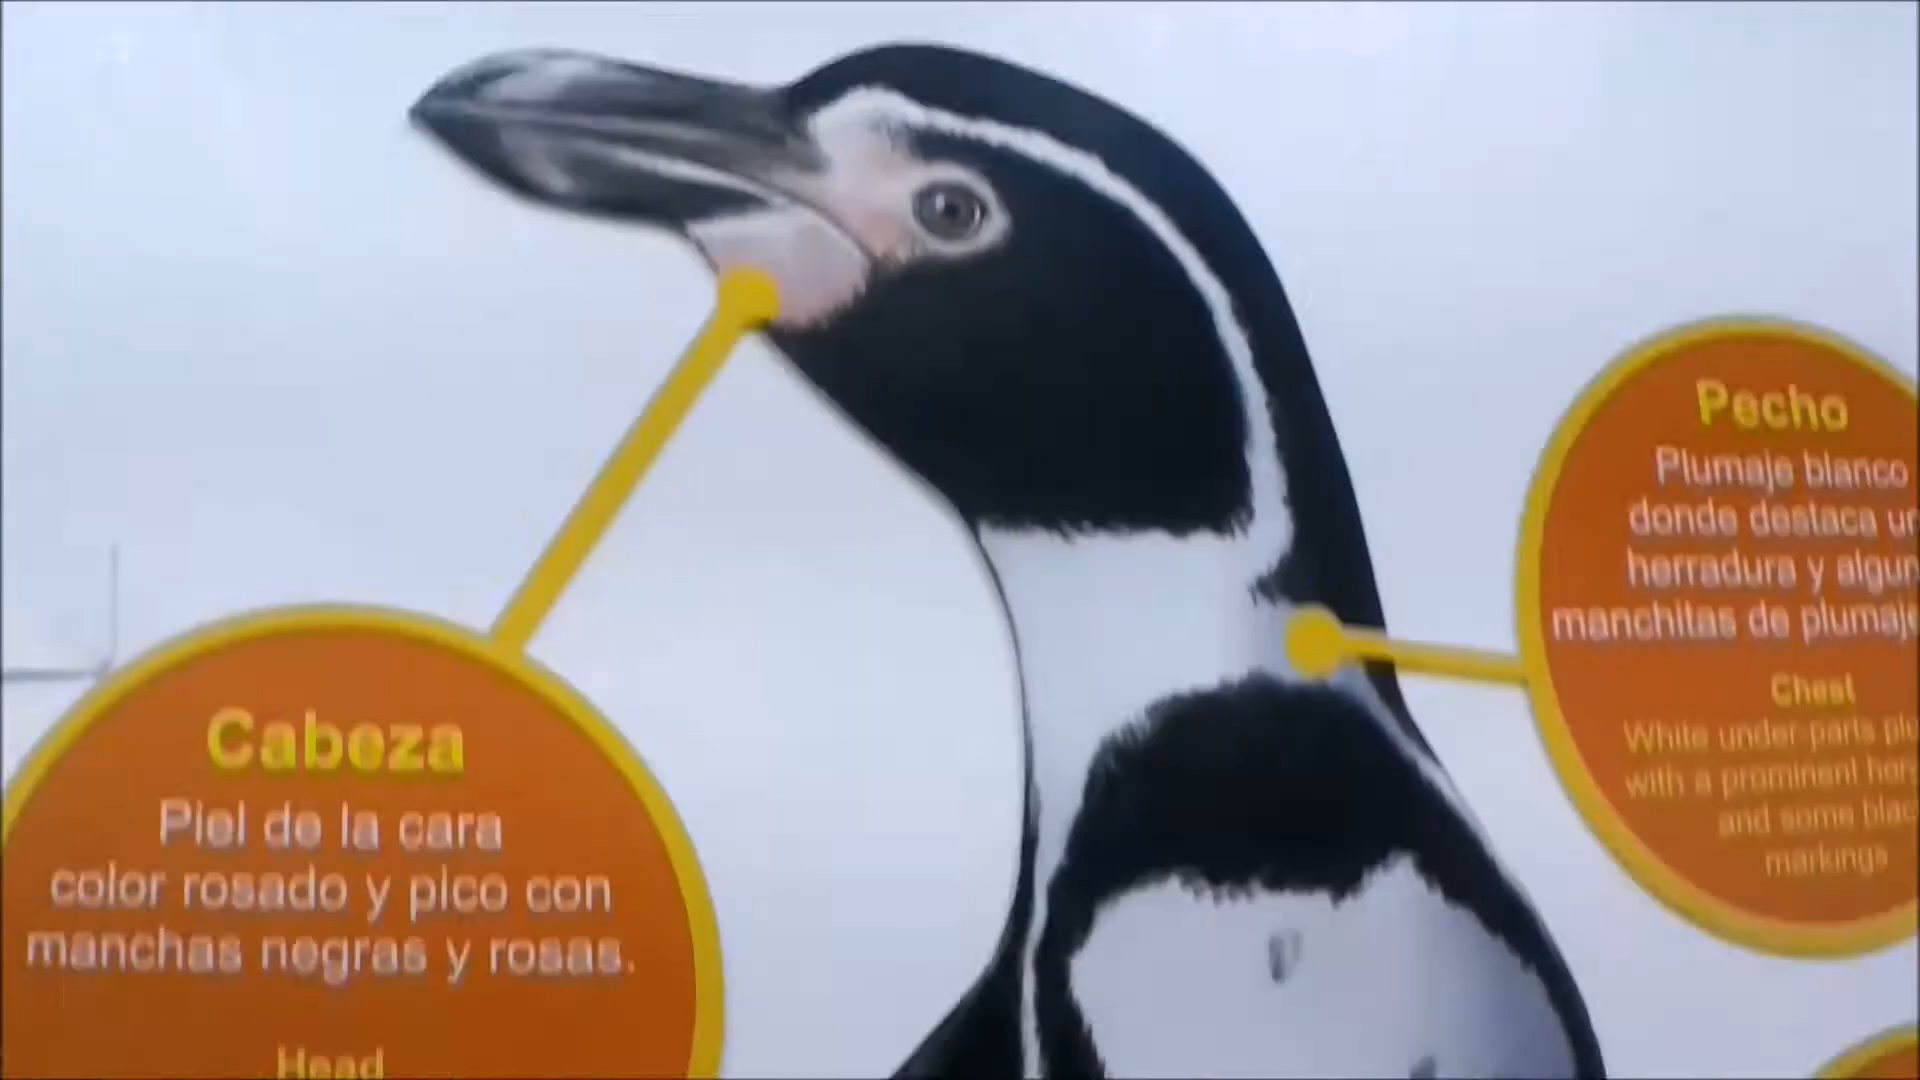 Cabeza
Piel de la cara
color rosado y pico con
manchas negras y rosas.
Head
Pecho
Plumaje blanco
donde destaca
herradura y
manchitas de
Chest
White under parts
with a prominent
and some
markings